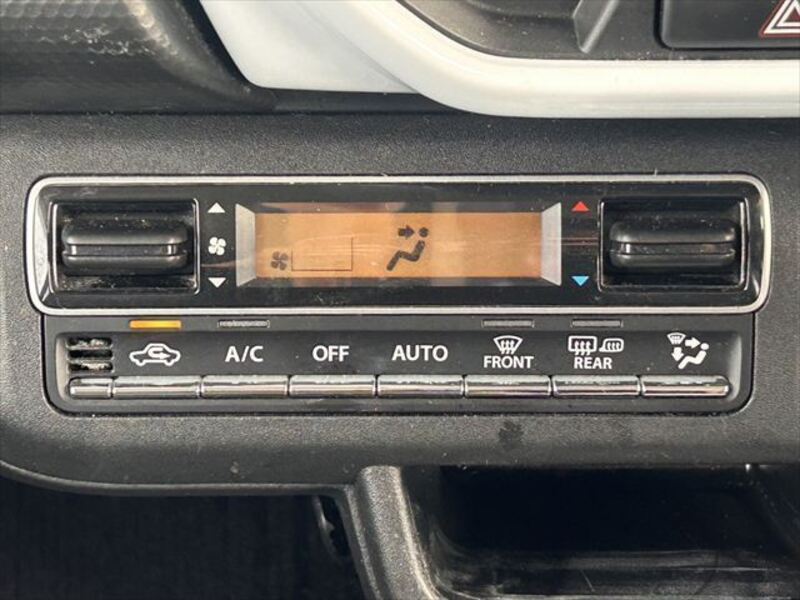 A/C OFF AUTO FRONT REAR